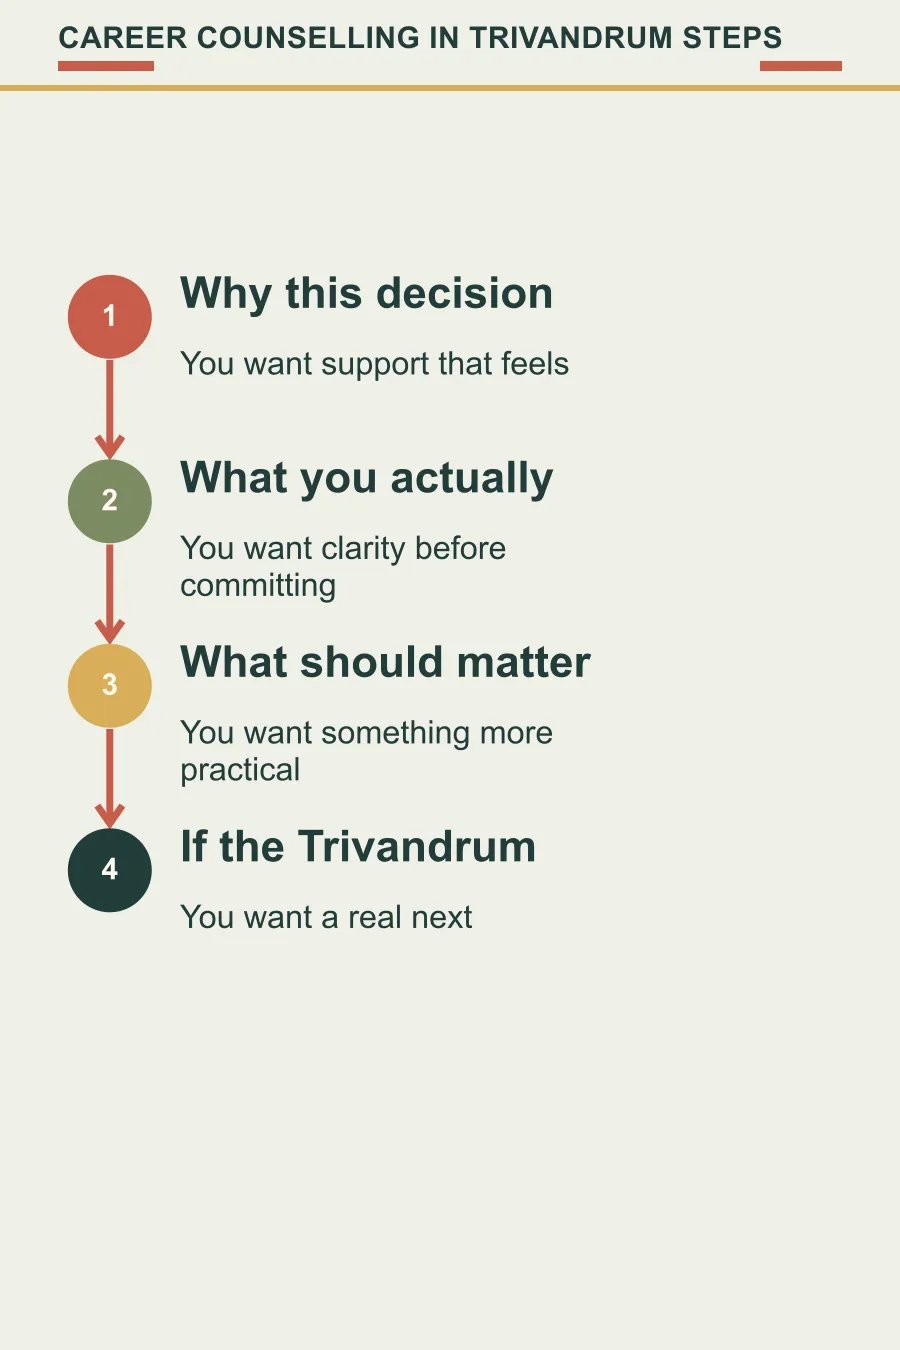 CAREER COUNSELLING IN TRIVANDRUM STEPS
1
Why this decision
You want support that feels
2
What you actually
You want clarity before
committing
3
What should matter
You want something more
practical
4
If the Trivandrum
You want a real next